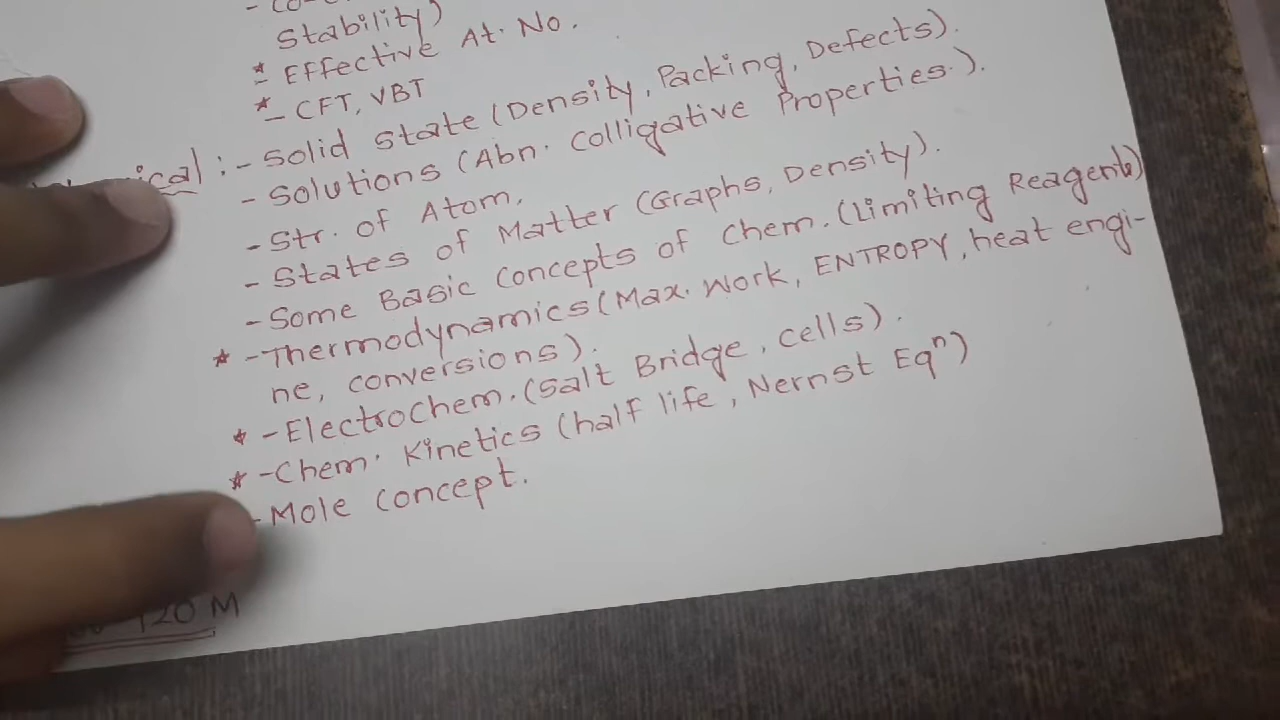 Stability)
* - Effective At. No.
* - CFT, VBT
:- Solid State (Density, Packing, Defects).
- Solutions (Abn. Colligative Properties.).
- Str. of Atom.
- States of Matter (Graphs, Density).
- Some Basic Concepts of Chem. (Limiting Reagent)
* - Thermodynamics (Max. Work, ENTROPY, heat engi-
ne, conversions).
* - ElectroChem. (Salt Bridge, cells).
* - Chem. Kinetics (half life, Nernst Eqⁿ)
- Mole Concept.
120 M